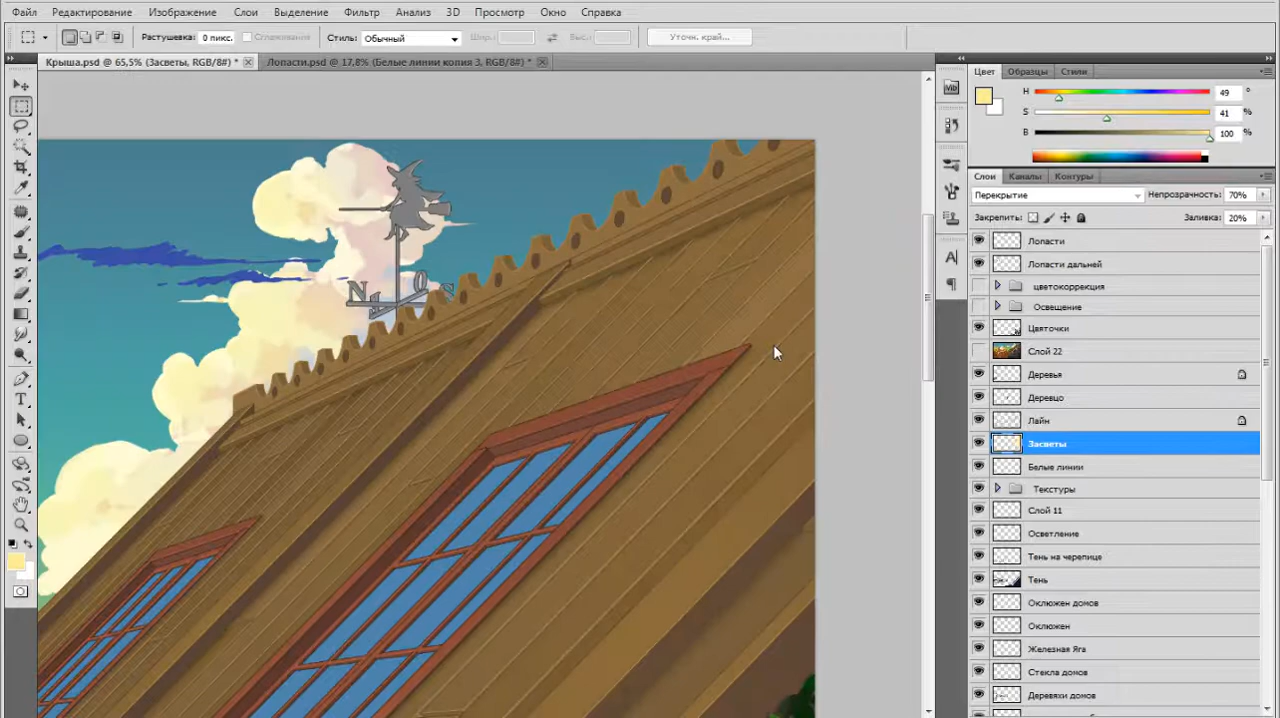 Файл Редактирование Изображение Слои Выделение Фильтр Анализ 3D Просмотр Окно Справка
Растушевка: 0 пикс. Сглаживание Стиль: Обычный Шир.: Выс.: Уточн. край...
Крыша.psd @ 65,5% (Засветы, RGB/8#) * Лопасти.psd @ 17,8% (Белые линии копия 3, RGB/8#) *
Цвет Образцы Стили
H 49 °
S 41 %
B 100 %
Слои Каналы Контуры
Перекрытие Непрозрачность: 70%
Закрепить: Заливка: 20%
Лопасти
Лопасти дальней
цветокоррекция
Освещение
Цветочки
Слой 22
Деревья
Деревцо
Лайн
Засветы
Белые линии
Текстуры
Слой 11
Осветление
Тень на черепице
Тень
Оклюжен домов
Оклюжен
Железная Яга
Стекла домов
Деревяхи домов
N O S